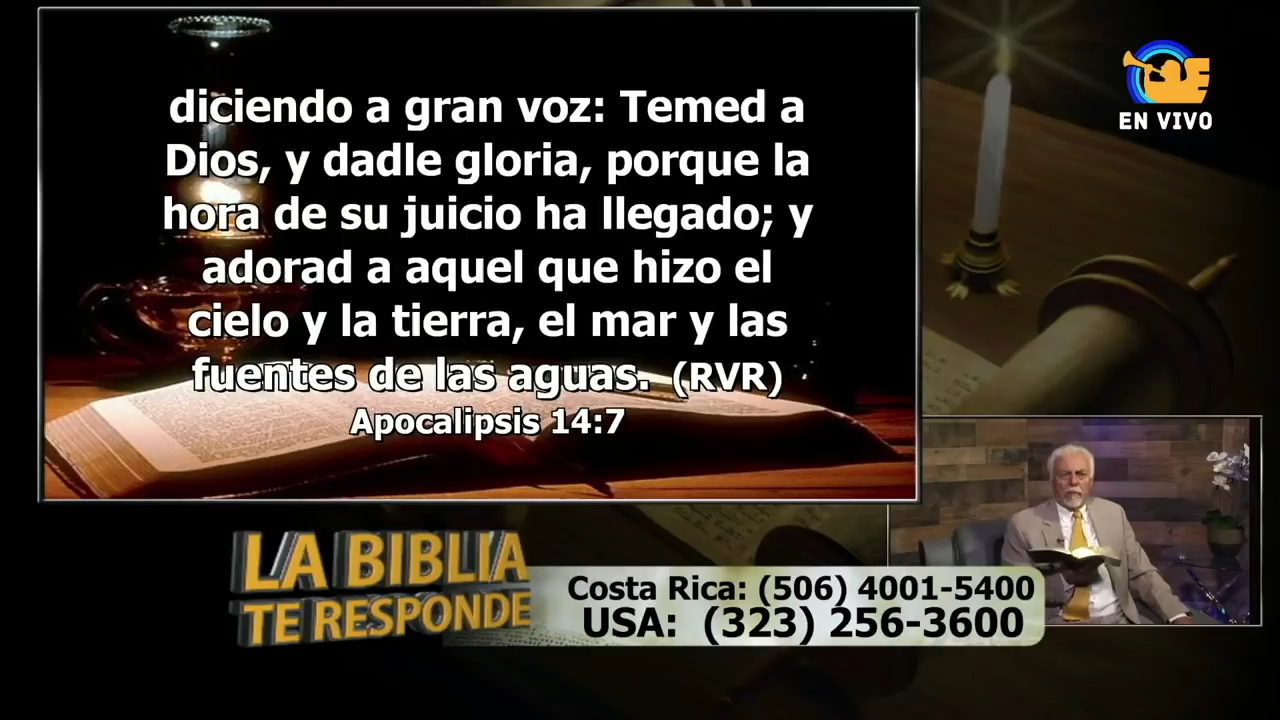 diciendo a gran voz: Temed a
Dios, y dadle gloria, porque la
hora de su juicio ha llegado; y
adorad a aquel que hizo el
cielo y la tierra, el mar y las
fuentes de las aguas. (RVR)
Apocalipsis 14:7
E
EN VIVO
LA BIBLIA
TE RESPONDE
Costa Rica: (506) 4001-5400
USA: (323) 256-3600